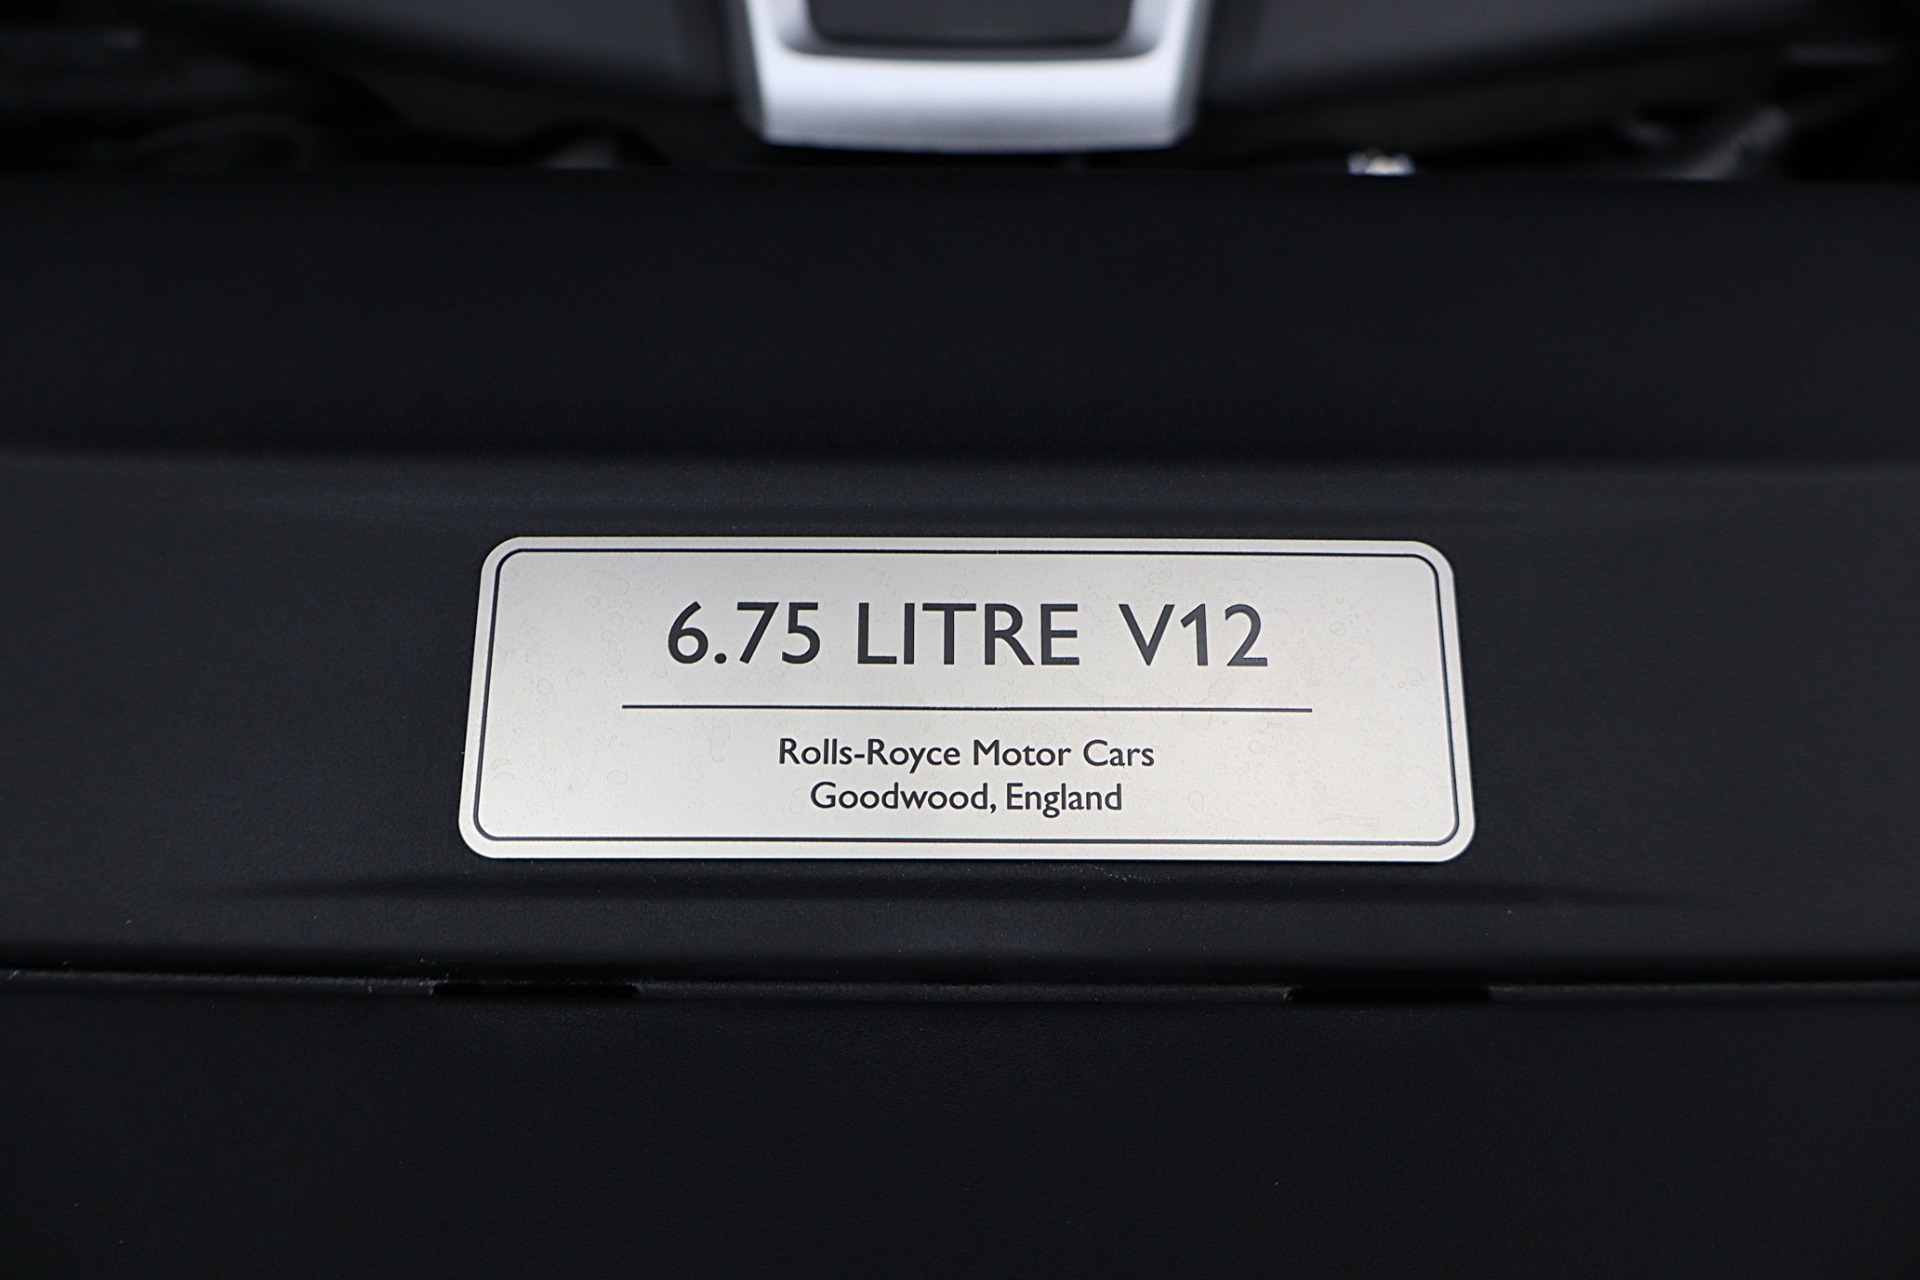 6.75 LITRE V12
Rolls-Royce Motor Cars
Goodwood, England